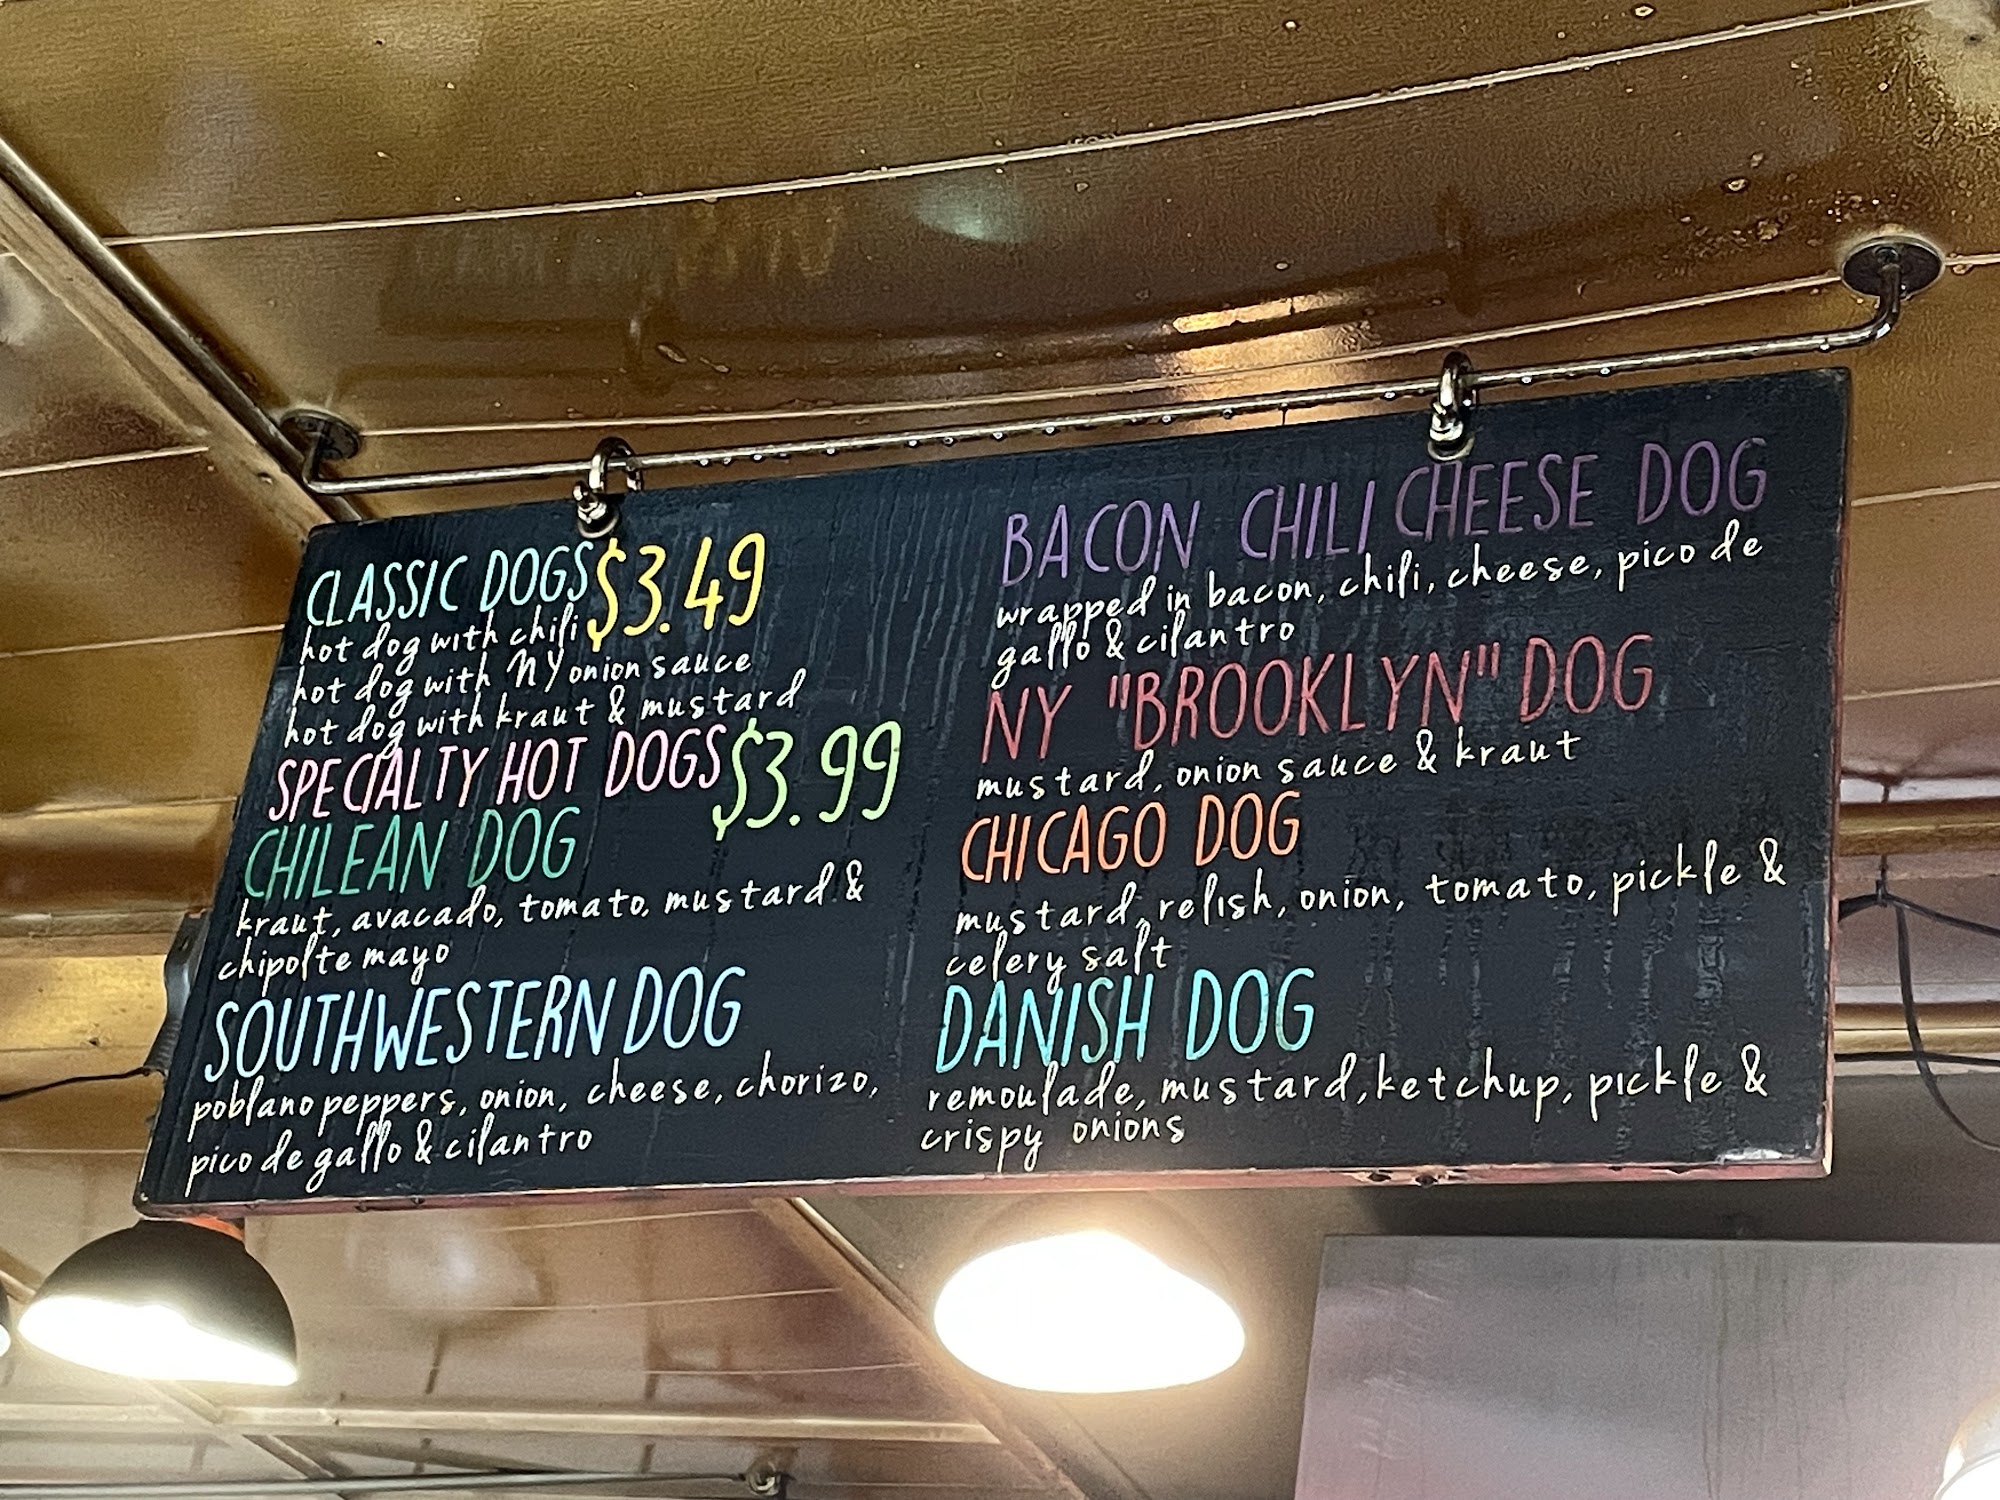 CLASSIC DOGS $3.49
hot dog with chili
hot dog with NY onion sauce
hot dog with kraut & mustard
SPECIALTY HOT DOGS $3.99
CHILEAN DOG
kraut, avacado, tomato, mustard &
chipolte mayo
SOUTHWESTERN DOG
poblano peppers, onion, cheese, chorizo,
pico de gallo & cilantro
BACON CHILI CHEESE DOG
wrapped in bacon, chili, cheese, pico de
gallo & cilantro
NY "BROOKLYN" DOG
mustard, onion sauce & kraut
CHICAGO DOG
mustard, relish, onion, tomato, pickle &
celery salt
DANISH DOG
remoulade, mustard, ketchup, pickle &
crispy onions